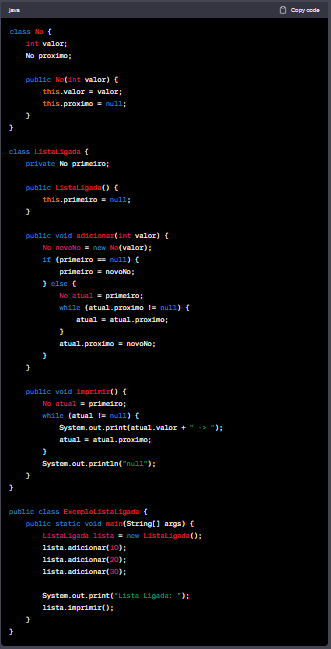 java
Copy code
class No {
    int valor;
    No proximo;

    public No(int valor) {
        this.valor = valor;
        this.proximo = null;
    }
}

class ListaLigada {
    private No primeiro;

    public ListaLigada() {
        this.primeiro = null;
    }

    public void adicionar(int valor) {
        No novoNo = new No(valor);
        if (primeiro == null) {
            primeiro = novoNo;
        } else {
            No atual = primeiro;
            while (atual.proximo != null) {
                atual = atual.proximo;
            }
            atual.proximo = novoNo;
        }
    }

    public void imprimir() {
        No atual = primeiro;
        while (atual != null) {
            System.out.print(atual.valor + " -> ");
            atual = atual.proximo;
        }
        System.out.println("null");
    }
}

public class ExemploListaLigada {
    public static void main(String[] args) {
        ListaLigada lista = new ListaLigada();
        lista.adicionar(10);
        lista.adicionar(20);
        lista.adicionar(30);

        System.out.print("Lista Ligada: ");
        lista.imprimir();
    }
}